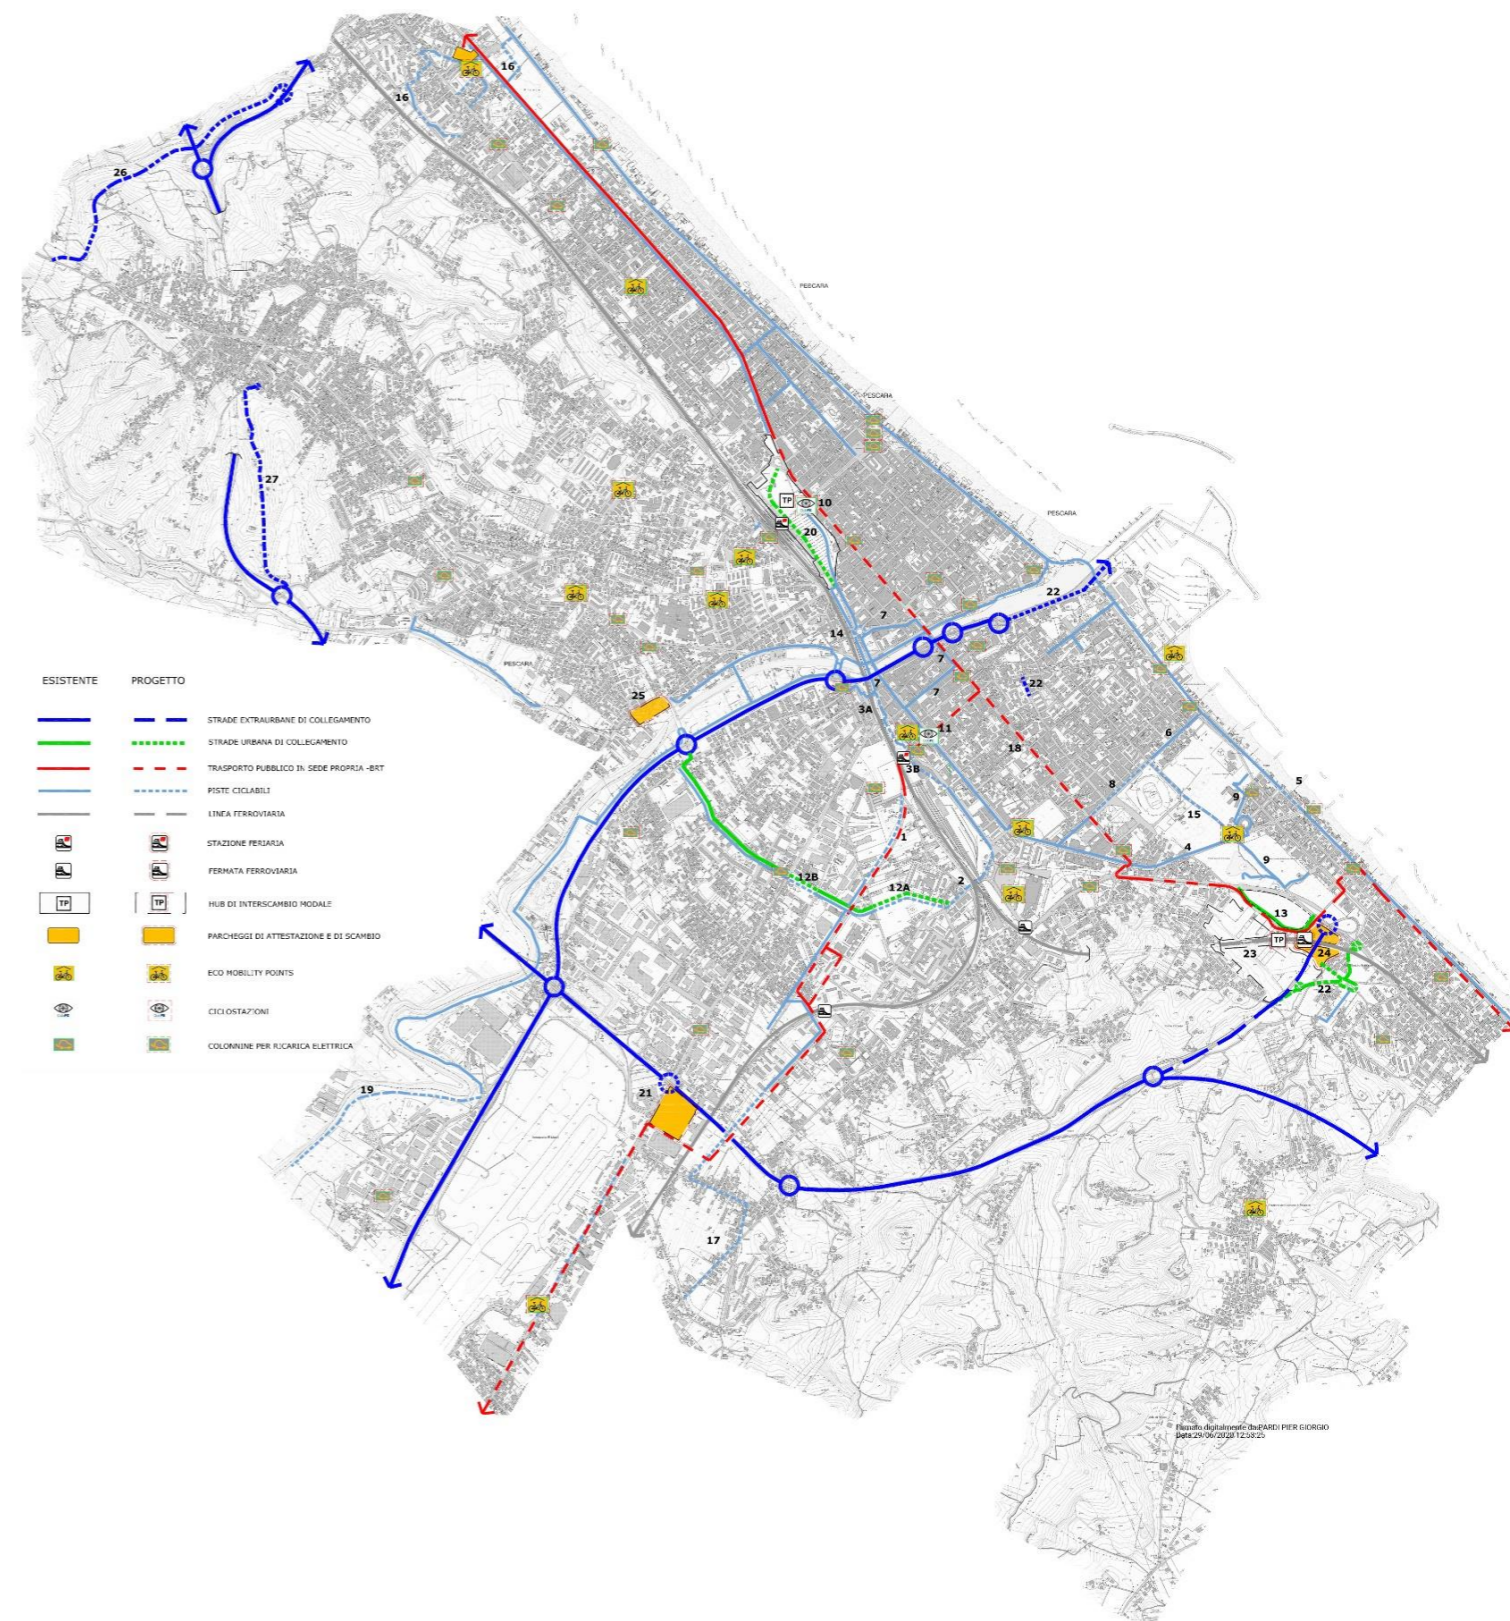 16
16
26
PESCARA
PESCARA
27
TP
10
20
PESCARA
22
7
14
7
PESCARA
7
22
7
25
3A
11
6
18
3B
5
8
9
15
1
4
9
12B
12A
2
13
TP
23
24
22
19
21
17
ESISTENTE PROGETTO
STRADE EXTRAURBANE DI COLLEGAMENTO
STRADE URBANA DI COLLEGAMENTO
TRASPORTO PUBBLICO IN SEDE PROPRIA -BRT
PISTE CICLABILI
LINEA FERROVIARIA
STAZIONE FERIARIA
FERMATA FERROVIARIA
TP TP HUB DI INTERSCAMBIO MODALE
PARCHEGGI DI ATTESTAZIONE E DI SCAMBIO
ECO MOBILITY POINTS
CICLOSTAZIONI
COLONNINE PER RICARICA ELETTRICA
Firmato digitalmente da:PARDI PIER GIORGIO
Data:29/06/2020 12:53:25